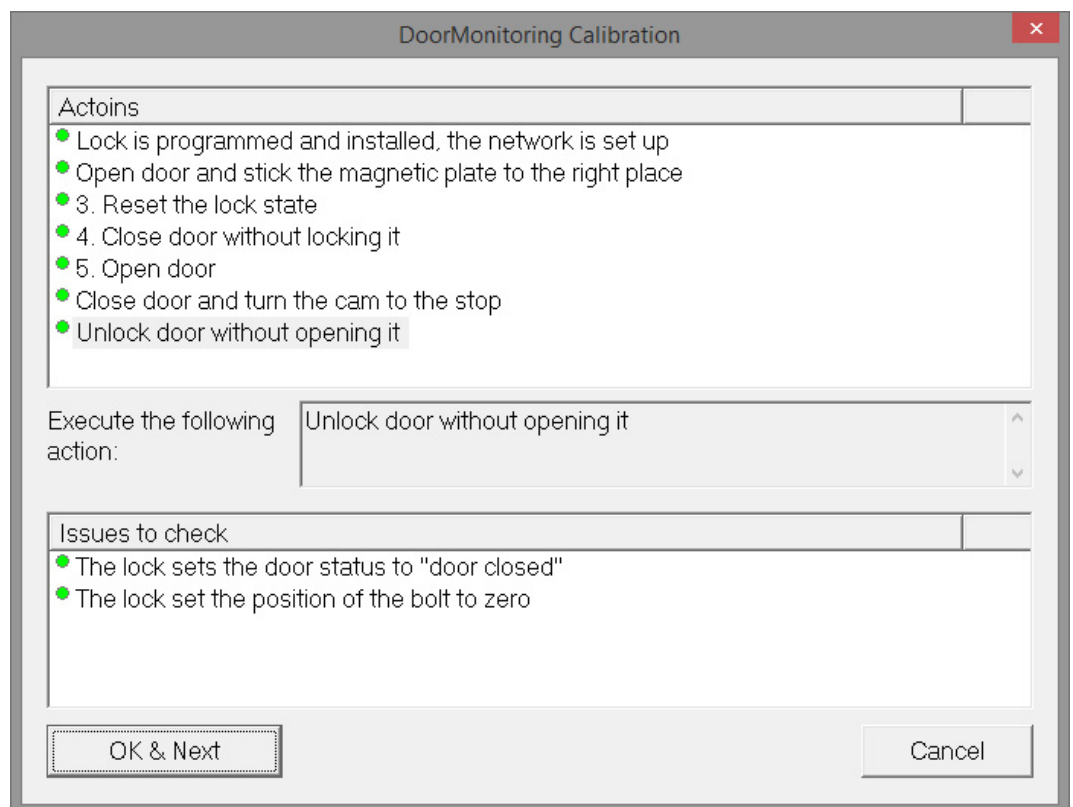 DoorMonitoring Calibration
Actoins
Lock is programmed and installed, the network is set up
Open door and stick the magnetic plate to the right place
3. Reset the lock state
4. Close door without locking it
5. Open door
Close door and turn the cam to the stop
Unlock door without opening it
Execute the following
action:
Unlock door without opening it
Issues to check
The lock sets the door status to "door closed"
The lock set the position of the bolt to zero
OK & Next
Cancel